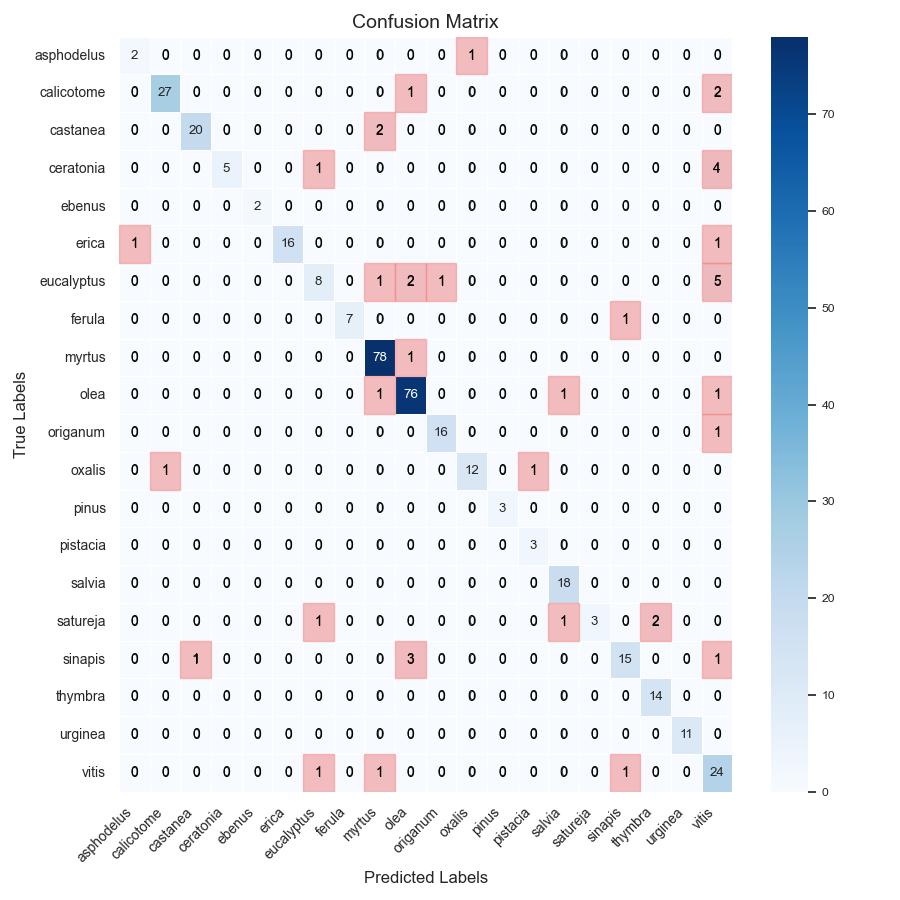 Confusion Matrix
True Labels
asphodelus 2 0 0 0 0 0 0 0 0 0 0 1 0 0 0 0 0 0 0 0
calicotome 0 27 0 0 0 0 0 0 0 1 0 0 0 0 0 0 0 0 0 2
castanea 0 0 20 0 0 0 0 0 2 0 0 0 0 0 0 0 0 0 0 0
ceratonia 0 0 0 5 0 0 1 0 0 0 0 0 0 0 0 0 0 0 0 4
ebenus 0 0 0 0 2 0 0 0 0 0 0 0 0 0 0 0 0 0 0 0
erica 1 0 0 0 0 16 0 0 0 0 0 0 0 0 0 0 0 0 0 1
eucalyptus 0 0 0 0 0 0 8 0 1 2 1 0 0 0 0 0 0 0 0 5
ferula 0 0 0 0 0 0 0 7 0 0 0 0 0 0 0 0 1 0 0 0
myrtus 0 0 0 0 0 0 0 0 78 1 0 0 0 0 0 0 0 0 0 0
olea 0 0 0 0 0 0 0 0 1 76 0 0 0 0 1 0 0 0 0 1
origanum 0 0 0 0 0 0 0 0 0 0 16 0 0 0 0 0 0 0 0 1
oxalis 0 1 0 0 0 0 0 0 0 0 0 12 0 1 0 0 0 0 0 0
pinus 0 0 0 0 0 0 0 0 0 0 0 0 3 0 0 0 0 0 0 0
pistacia 0 0 0 0 0 0 0 0 0 0 0 0 0 3 0 0 0 0 0 0
salvia 0 0 0 0 0 0 0 0 0 0 0 0 0 0 18 0 0 0 0 0
satureja 0 0 0 0 0 0 1 0 0 0 0 0 0 0 1 3 0 2 0 0
sinapis 0 0 1 0 0 0 0 0 0 3 0 0 0 0 0 0 15 0 0 1
thymbra 0 0 0 0 0 0 0 0 0 0 0 0 0 0 0 0 0 14 0 0
urginea 0 0 0 0 0 0 0 0 0 0 0 0 0 0 0 0 0 0 11 0
vitis 0 0 0 0 0 0 1 0 1 0 0 0 0 0 0 0 1 0 0 24
asphodelus calicotome castanea ceratonia ebenus erica eucalyptus ferula myrtus olea origanum oxalis pinus pistacia salvia satureja sinapis thymbra urginea vitis
Predicted Labels
70
60
50
40
30
20
10
0